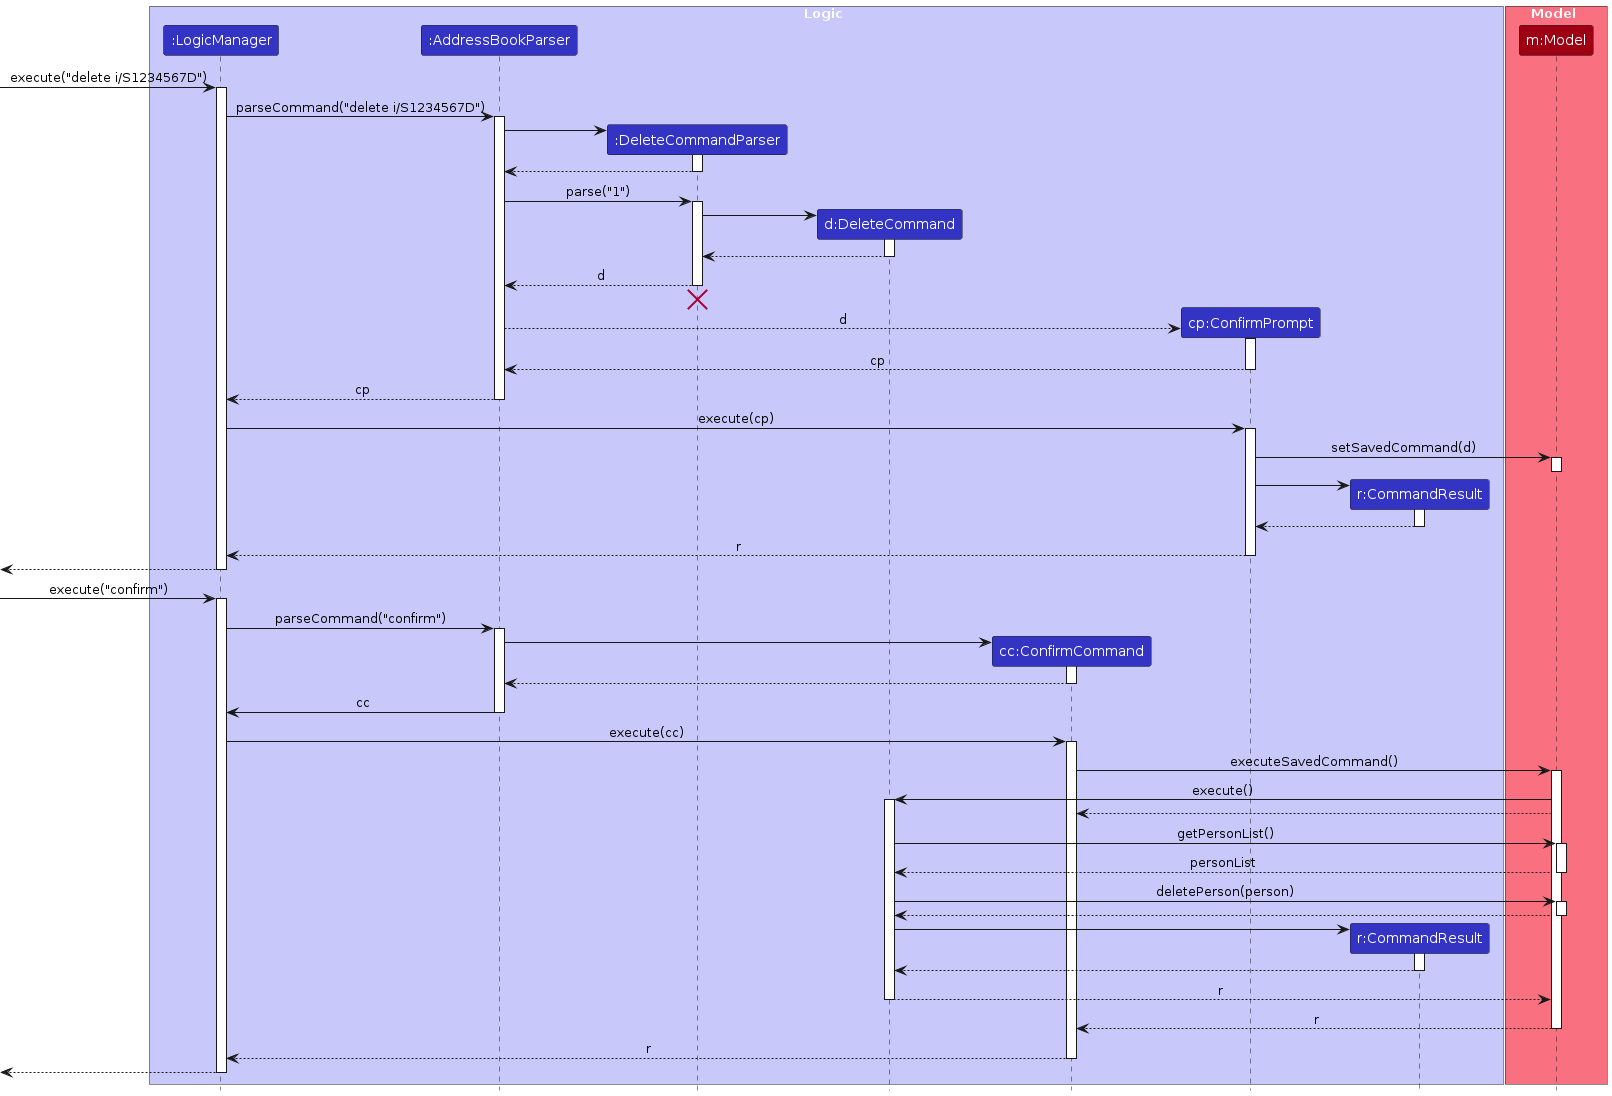 Logic
Model
:LogicManager
:AddressBookParser
m:Model
execute("delete i/S1234567D")
parseCommand("delete i/S1234567D")
:DeleteCommandParser
parse("1")
d:DeleteCommand
d
d
cp:ConfirmPrompt
cp
cp
execute(cp)
setSavedCommand(d)
r:CommandResult
r
execute("confirm")
parseCommand("confirm")
cc:ConfirmCommand
cc
execute(cc)
executeSavedCommand()
execute()
getPersonList()
personList
deletePerson(person)
r:CommandResult
r
r
r